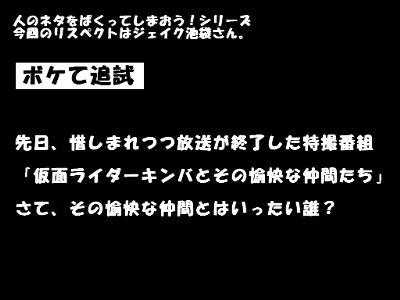 人のネタをぱくってしまおう！シリーズ
今回のリスペクトはジェイク池袋さん。
ボケて追試
先日、惜しまれつつ放送が終了した特撮番組
「仮面ライダーキンバとその愉快な仲間たち」
さて、その愉快な仲間とはいったい誰？